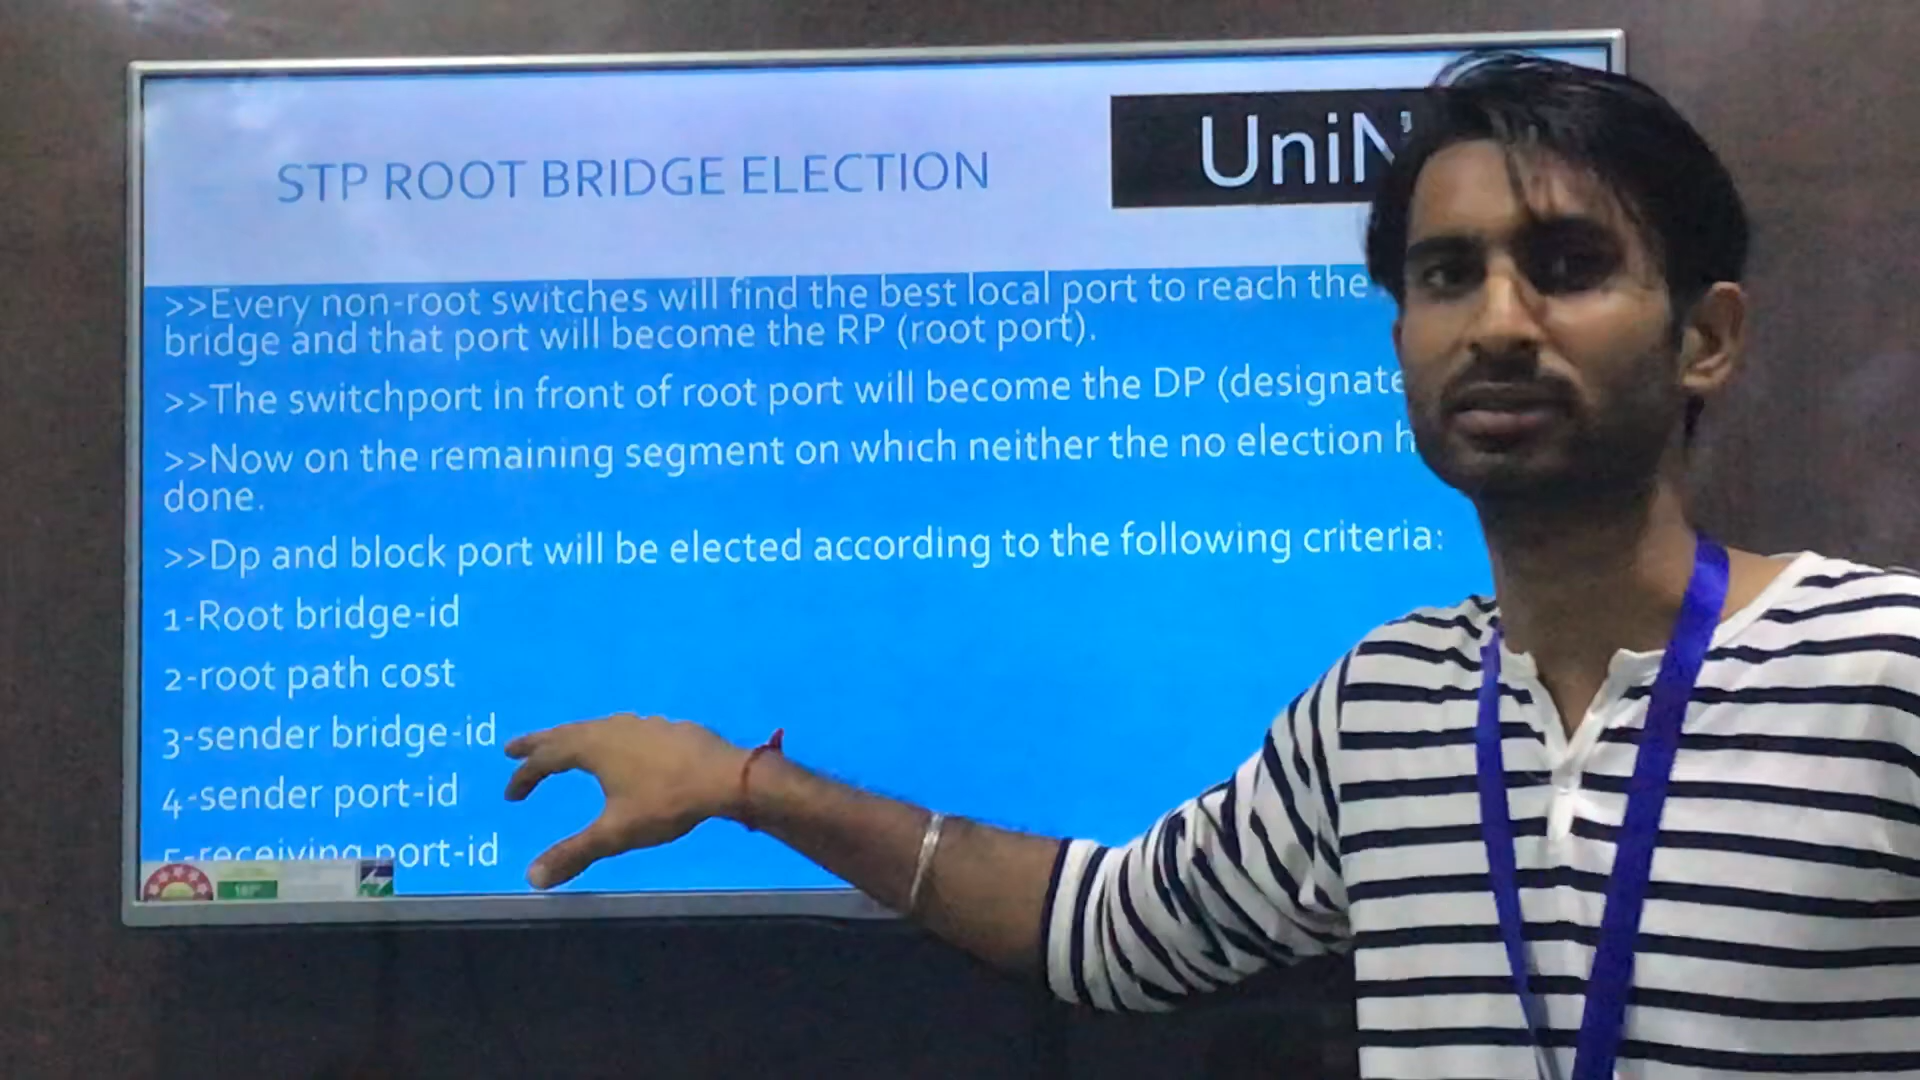 STP ROOT BRIDGE ELECTION
UniN
>>Every non-root switches will find the best local port to reach the
bridge and that port will become the RP (root port).
>>The switchport in front of root port will become the DP (designate
>>Now on the remaining segment on which neither the no election h
done.
>>Dp and block port will be elected according to the following criteria:
1-Root bridge-id
2-root path cost
3-sender bridge-id
4-sender port-id
5-receiving port-id